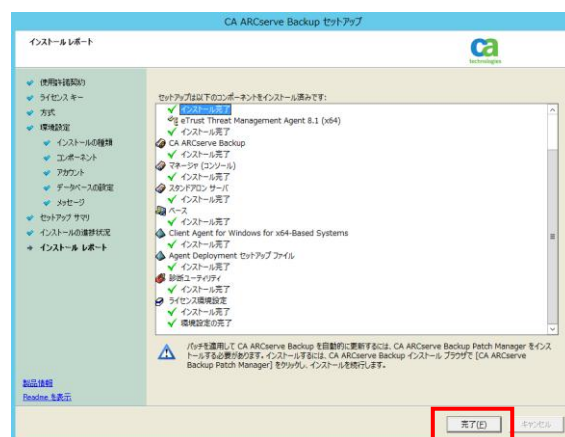 CA ARCserve Backup セットアップ
インストール レポート
ca
technologies
使用許諾契約
ライセンス キー
方式
環境設定
インストールの種類
コンポーネント
アカウント
データベースの設定
メッセージ
セットアップ サマリ
インストールの進捗状況
インストール レポート
製品情報
Readme を表示
セットアップは以下のコンポーネントをインストール済みです:
インストール完了
eTrust Threat Management Agent 8.1 (x64)
インストール完了
CA ARCserve Backup
インストール完了
マネージャ (コンソール)
インストール完了
スタンドアロン サーバ
インストール完了
ベース
インストール完了
Client Agent for Windows for x64-Based Systems
インストール完了
Agent Deployment セットアップ ファイル
インストール完了
診断ユーティリティ
インストール完了
ライセンス環境設定
インストール完了
環境設定の完了
パッチを適用して CA ARCserve Backup を自動的に更新するには、CA ARCserve Backup Patch Manager をインス
トールする必要があります。インストールするには、CA ARCserve Backup インストール ブラウザで [CA ARCserve
Backup Patch Manager] をクリックし、インストールを続行します。
完了(F)
キャンセル